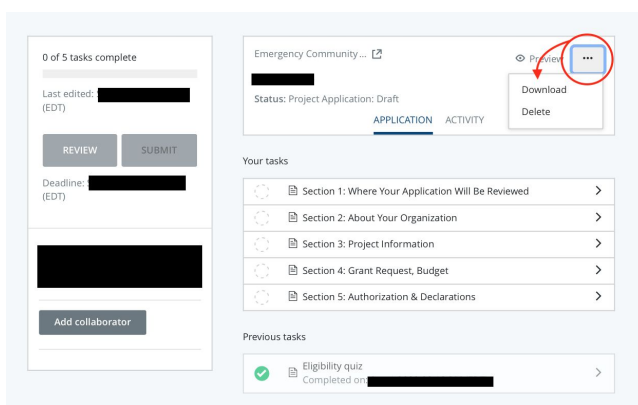 0 of 5 tasks complete
Last edited:
(EDT)
REVIEW
SUBMIT
Deadline:
(EDT)
Add collaborator
Emergency Community...
Preview
...
Download
Delete
Status: Project Application: Draft
APPLICATION
ACTIVITY
Your tasks
Section 1: Where Your Application Will Be Reviewed
Section 2: About Your Organization
Section 3: Project Information
Section 4: Grant Request, Budget
Section 5: Authorization & Declarations
Previous tasks
Eligibility quiz
Completed on: